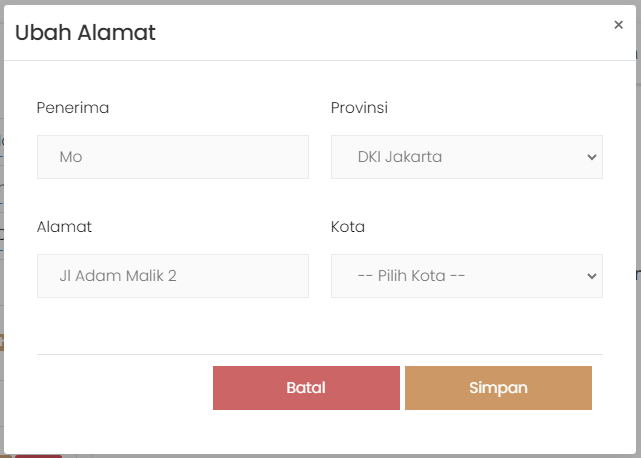 Ubah Alamat
×
Penerima
Provinsi
Mo
DKI Jakarta
Alamat
Kota
Jl Adam Malik 2
-- Pilih Kota --
Batal
Simpan